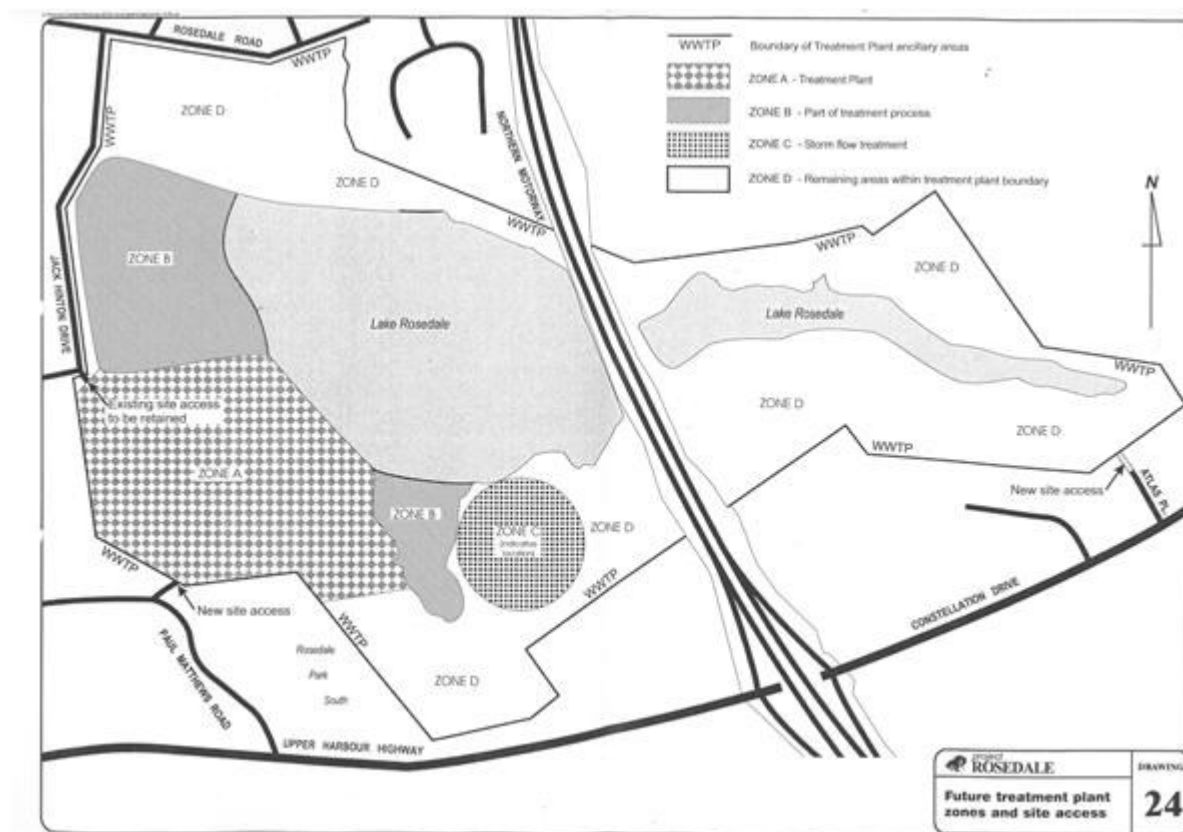 ROSEDALE ROAD
WWTP
WWTP
ZONE D
WWTP
ZONE D
NORTHERN MOTORWAY
WWTP Boundary of Treatment Plant ancillary areas
ZONE A - Treatment Plant
ZONE B - Part of treatment process
ZONE C - Storm flow treatment
ZONE D - Remaining areas within treatment plant boundary
N
WWTP
ZONE D
ZONE B
JACK HINTON DRIVE
Lake Rosedale
Lake Rosedale
WWTP
Existing site access
to be retained
ZONE D
ZONE D
WWTP
ZONE A
New site access
ATLAS PL.
ZONE B
ZONE C
(indicative
location)
ZONE D
WWTP
WWTP
New site access
WWTP
CONSTELLATION DRIVE
PAUL MATTHEWS ROAD
Rosedale
Park
South
ZONE D
UPPER HARBOUR HIGHWAY
project
ROSEDALE
DRAWING
Future treatment plant
zones and site access
24